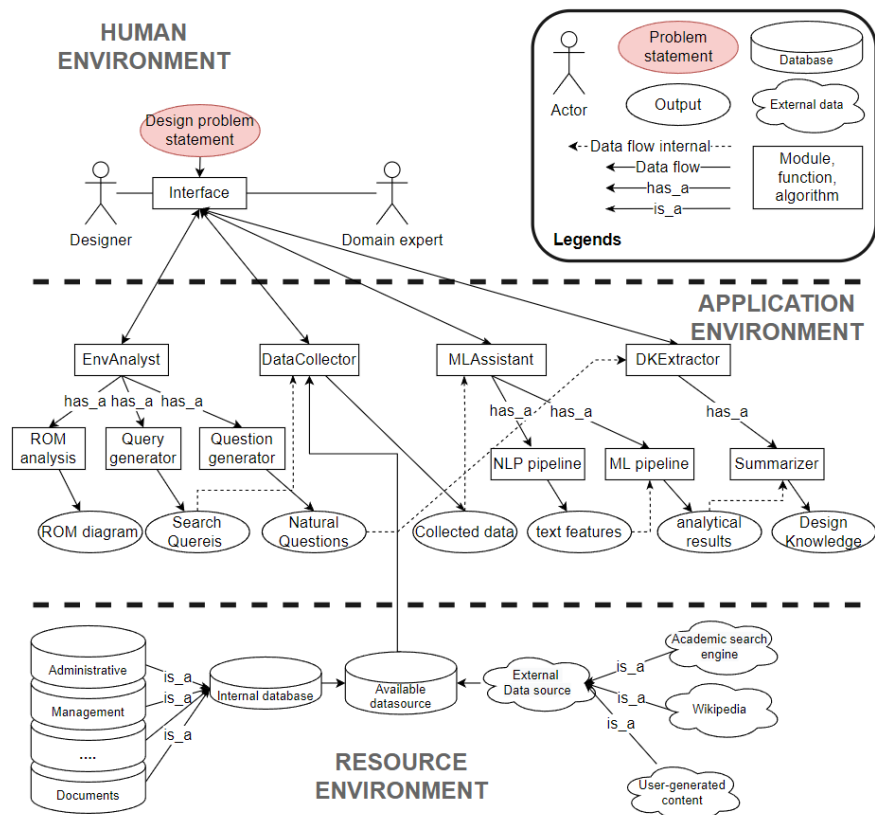 HUMAN
ENVIRONMENT
Problem
statement
Database
Actor
Output
External data
Data flow internal
Data flow
has_a
is_a
Module,
function,
algorithm
Legends
Design problem
statement
Interface
Designer
Domain expert
APPLICATION
ENVIRONMENT
EnvAnalyst
DataCollector
MLAssistant
DKExtractor
has_a
has_a
has_a
has_a
has_a
has_a
ROM
analysis
Query
generator
Question
generator
NLP pipeline
ML pipeline
Summarizer
ROM diagram
Search
Quereis
Natural
Questions
Collected data
text features
analytical
results
Design
Knowledge
Administrative
Management
....
Documents
is_a
is_a
is_a
Internal database
Available
datasource
External
Data source
is_a
is_a
is_a
Academic search
engine
Wikipedia
User-generated
content
RESOURCE
ENVIRONMENT